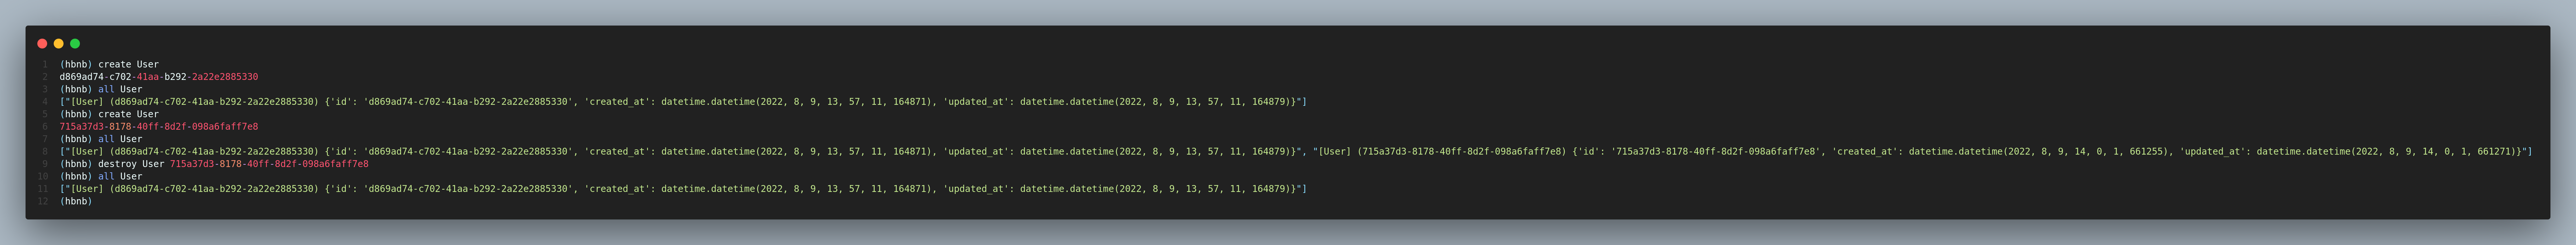 1 (hbnb) create User
2 d869ad74-c702-41aa-b292-2a22e2885330
3 (hbnb) all User
4 ["[User] (d869ad74-c702-41aa-b292-2a22e2885330) {'id': 'd869ad74-c702-41aa-b292-2a22e2885330', 'created_at': datetime.datetime(2022, 8, 9, 13, 57, 11, 164871), 'updated_at': datetime.datetime(2022, 8, 9, 13, 57, 11, 164879)}"]
5 (hbnb) create User
6 715a37d3-8178-40ff-8d2f-098a6faff7e8
7 (hbnb) all User
8 ["[User] (d869ad74-c702-41aa-b292-2a22e2885330) {'id': 'd869ad74-c702-41aa-b292-2a22e2885330', 'created_at': datetime.datetime(2022, 8, 9, 13, 57, 11, 164871), 'updated_at': datetime.datetime(2022, 8, 9, 13, 57, 11, 164879)}", "[User] (715a37d3-8178-40ff-8d2f-098a6faff7e8) {'id': '715a37d3-8178-40ff-8d2f-098a6faff7e8', 'created_at': datetime.datetime(2022, 8, 9, 14, 0, 1, 661255), 'updated_at': datetime.datetime(2022, 8, 9, 14, 0, 1, 661271)}"]
9 (hbnb) destroy User 715a37d3-8178-40ff-8d2f-098a6faff7e8
10 (hbnb) all User
11 ["[User] (d869ad74-c702-41aa-b292-2a22e2885330) {'id': 'd869ad74-c702-41aa-b292-2a22e2885330', 'created_at': datetime.datetime(2022, 8, 9, 13, 57, 11, 164871), 'updated_at': datetime.datetime(2022, 8, 9, 13, 57, 11, 164879)}"]
12 (hbnb)